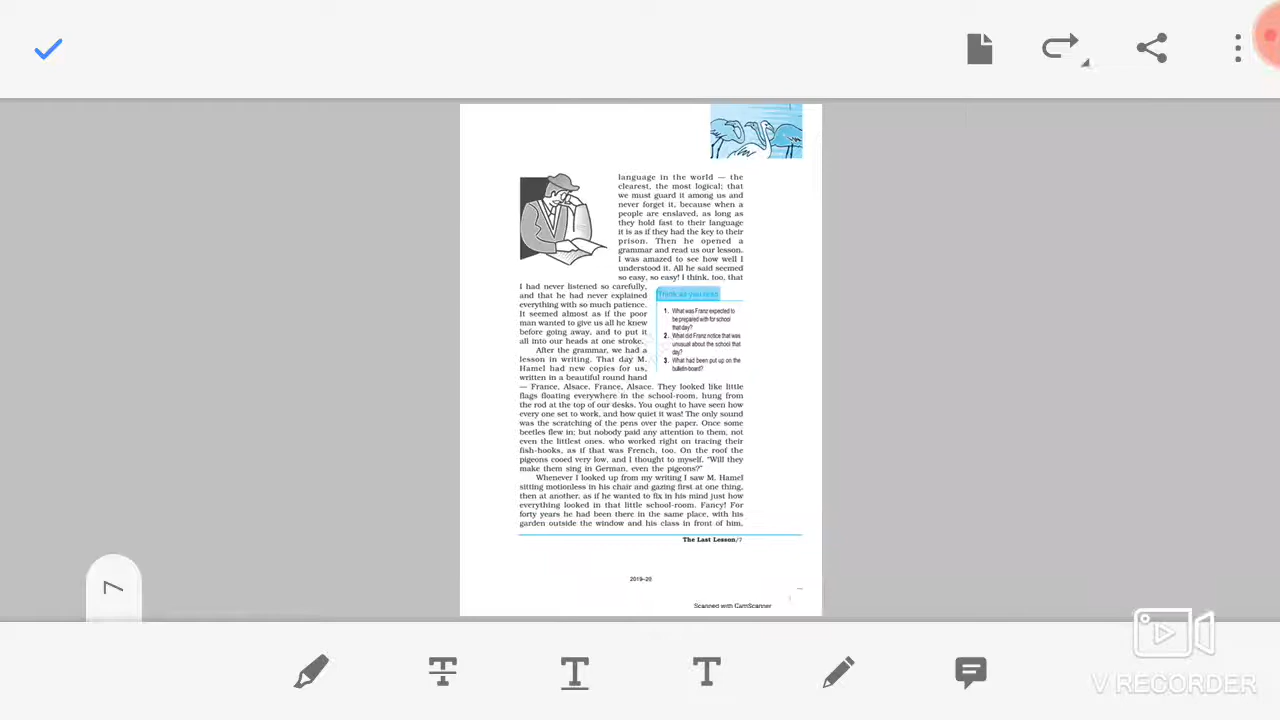 language in the world — the
clearest, the most logical; that
we must guard it among us and
never forget it, because when a
people are enslaved, as long as
they hold fast to their language
it is as if they had the key to their
prison. Then he opened a
grammar and read us our lesson.
I was amazed to see how well I
understood it. All he said seemed
so easy, so easy! I think, too, that
I had never listened so carefully,
and that he had never explained
everything with so much patience.
It seemed almost as if the poor
man wanted to give us all he knew
before going away, and to put it
all into our heads at one stroke.
After the grammar, we had a
lesson in writing. That day M.
Hamel had new copies for us,
written in a beautiful round hand
— France, Alsace, France, Alsace. They looked like little
flags floating everywhere in the school-room, hung from
the rod at the top of our desks. You ought to have seen how
every one set to work, and how quiet it was! The only sound
was the scratching of the pens over the paper. Once some
beetles flew in; but nobody paid any attention to them, not
even the littlest ones, who worked right on tracing their
fish-hooks, as if that was French, too. On the roof the
pigeons cooed very low, and I thought to myself, “Will they
make them sing in German, even the pigeons?”
Whenever I looked up from my writing I saw M. Hamel
sitting motionless in his chair and gazing first at one thing,
then at another, as if he wanted to fix in his mind just how
everything looked in that little school-room. Fancy! For
forty years he had been there in the same place, with his
garden outside the window and his class in front of him,
Think as you read
1. What was Franz expected to
be prepared with for school
that day?
2. What did Franz notice that was
unusual about the school that
day?
3. What had been put up on the
bulletin-board?
The Last Lesson/7
2019–20
Scanned with CamScanner
7
V RECORDER